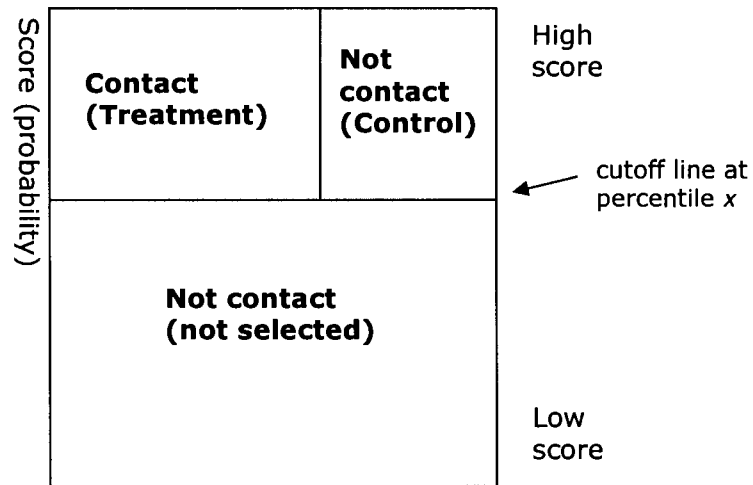 Score (probability)
Contact
(Treatment)
Not
contact
(Control)
High
score
cutoff line at
percentile x
Not contact
(not selected)
Low
score